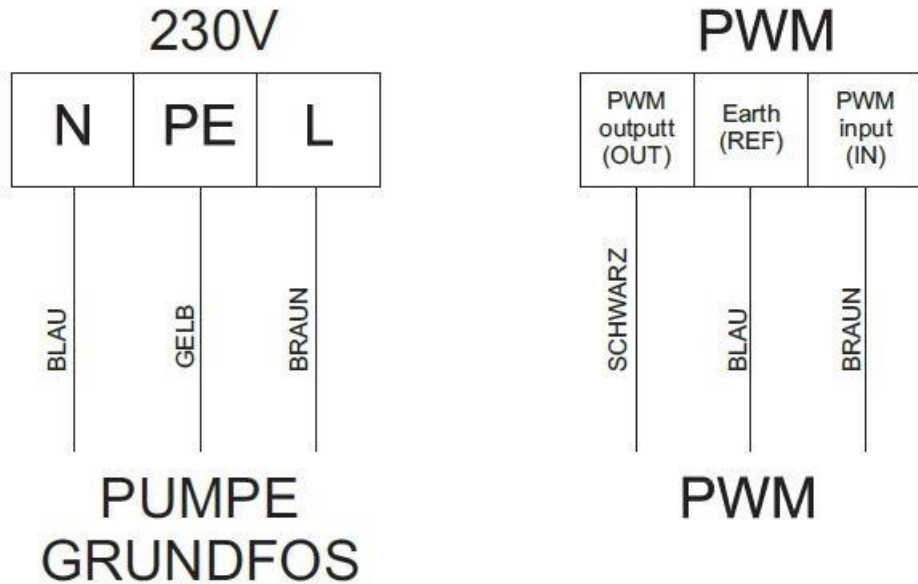 230V
N PE L
BLAU
GELB
BRAUN
PUMPE
GRUNDFOS
PWM
PWM
outputt
(OUT)
Earth
(REF)
PWM
input
(IN)
SCHWARZ
BLAU
BRAUN
PWM